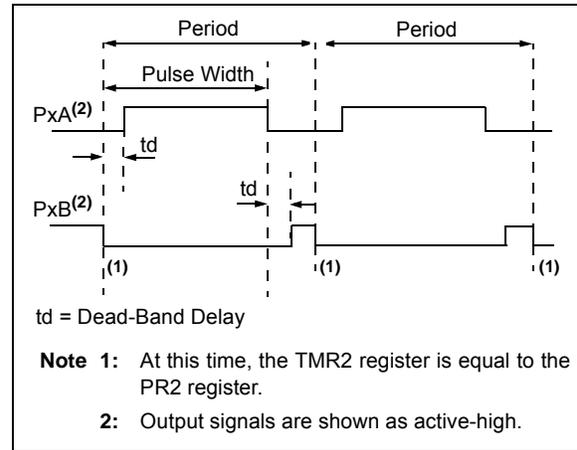 Period
Period
Pulse Width
PxA(2)
td
td
PxB(2)
(1)
(1)
(1)
td = Dead-Band Delay
Note 1: At this time, the TMR2 register is equal to the
PR2 register.
2: Output signals are shown as active-high.